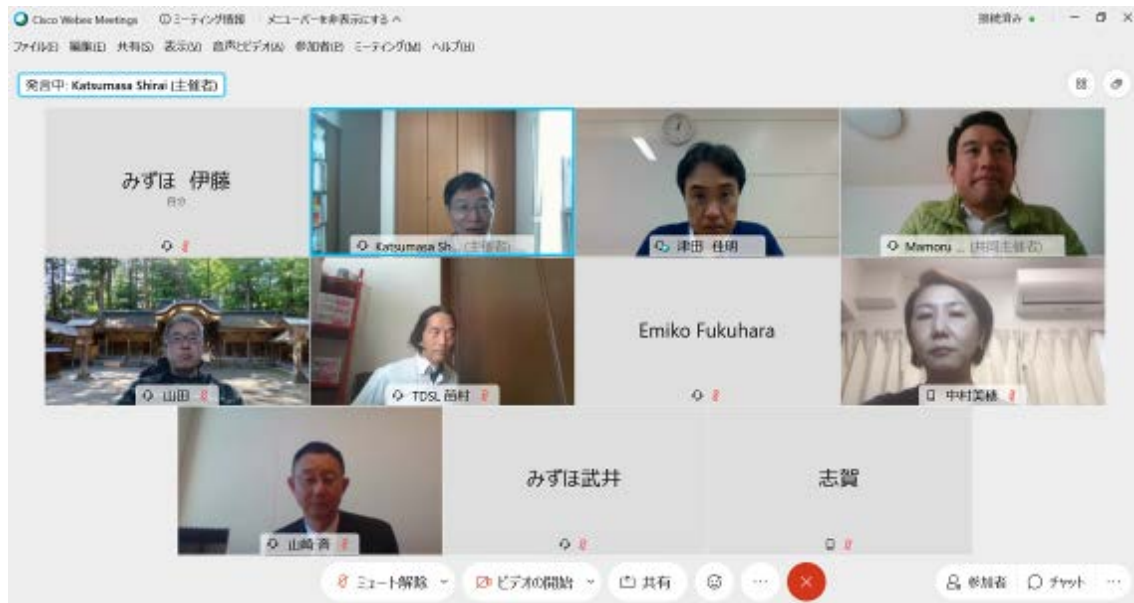 Cisco Webex Meetings ミーティング情報 メニューバーを非表示にする
接続済み
ファイル(F) 編集(E) 共有(S) 表示(V) 音声とビデオ(A) 参加者(P) ミーティング(M) ヘルプ(H)
発言中: Katsumasa Shirai (主催者)
みずほ 伊藤
自分
Katsumasa Sh... (主催者)
津田 佳明
Mamoru ... (共同主催者)
山田
TDSL 苗村
Emiko Fukuhara
中村美穂
山崎 斉
みずほ武井
志賀
ミュート解除
ビデオの開始
共有
参加者
チャット